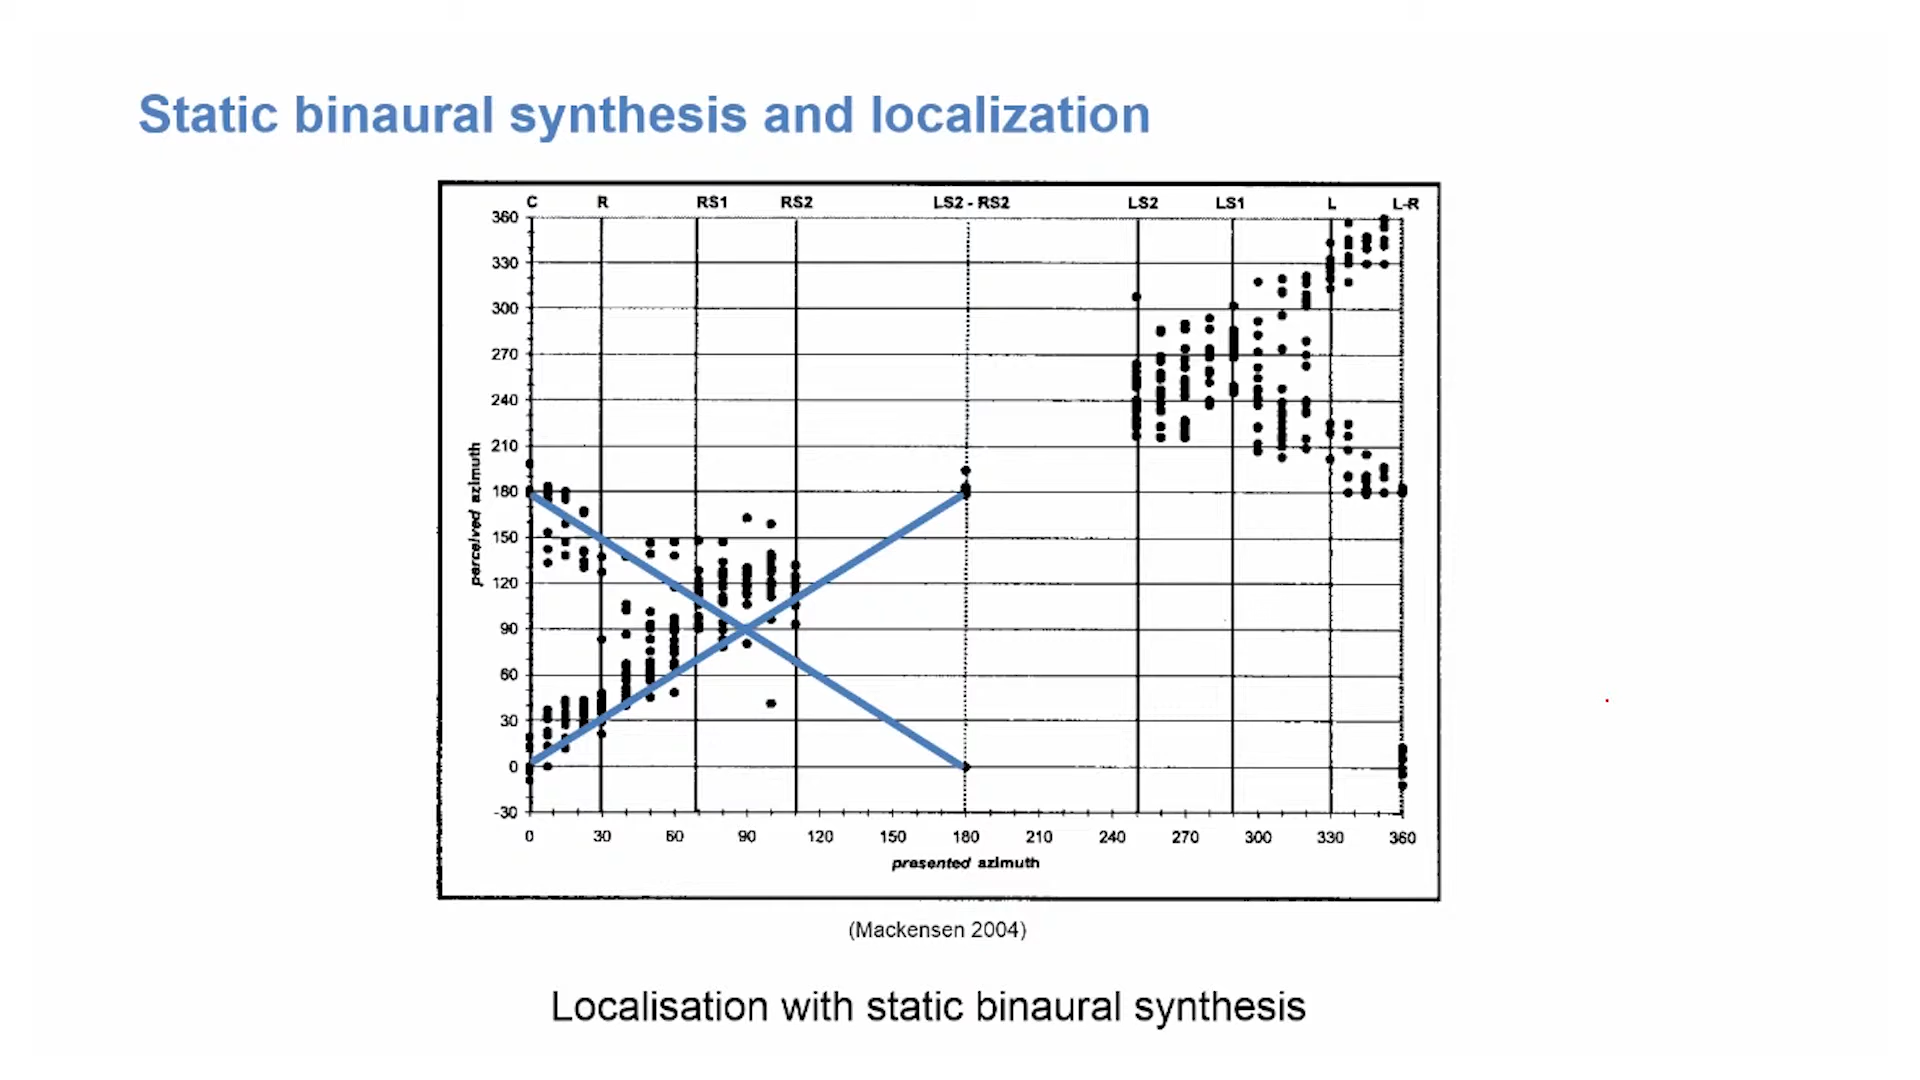 Static binaural synthesis and localization
C R RS1 RS2 LS2 - RS2 LS2 LS1 L L-R
360
330
300
270
240
210
180
150
120
90
60
30
0
-30
perceived azimuth
0 30 60 90 120 150 180 210 240 270 300 330 360
presented azimuth
(Mackensen 2004)
Localisation with static binaural synthesis